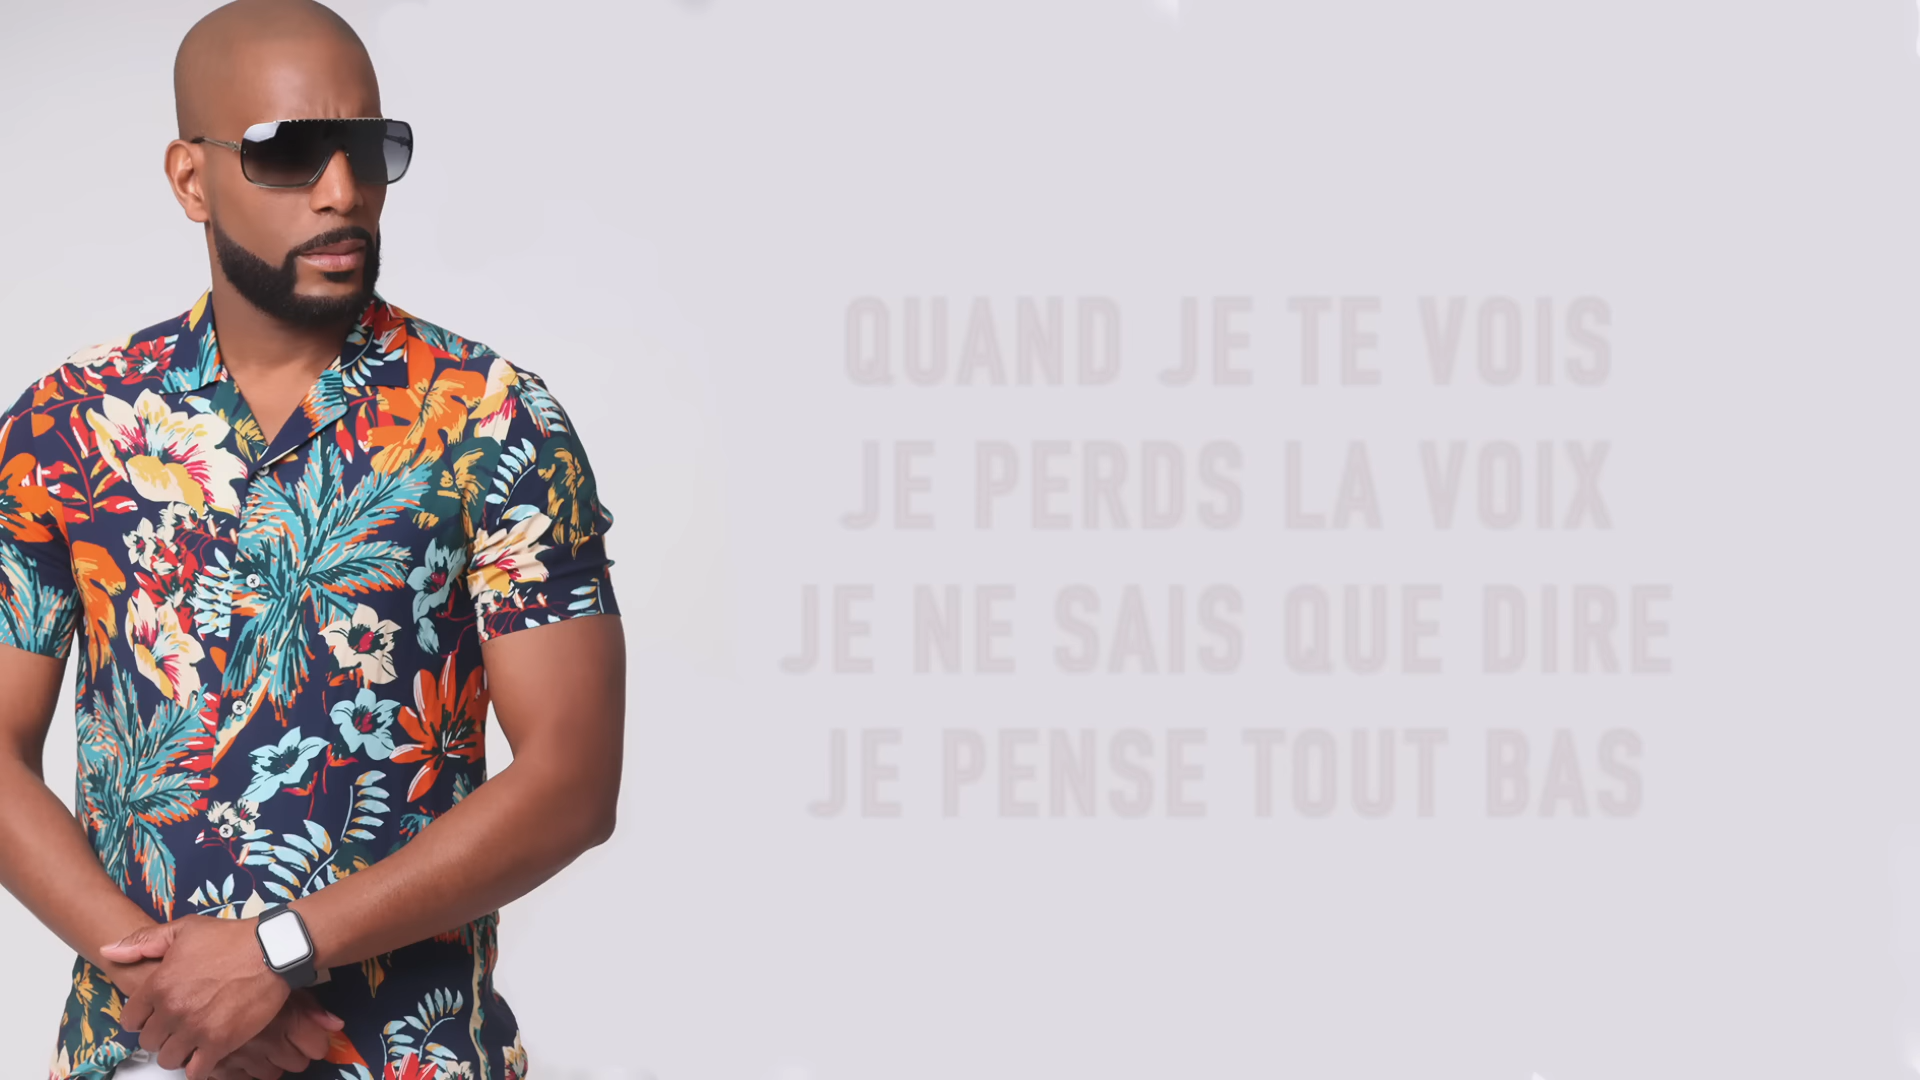 QUAND JE TE VOIS
JE PERDS LA VOIX
JE NE SAIS QUE DIRE
JE PENSE TOUT BAS